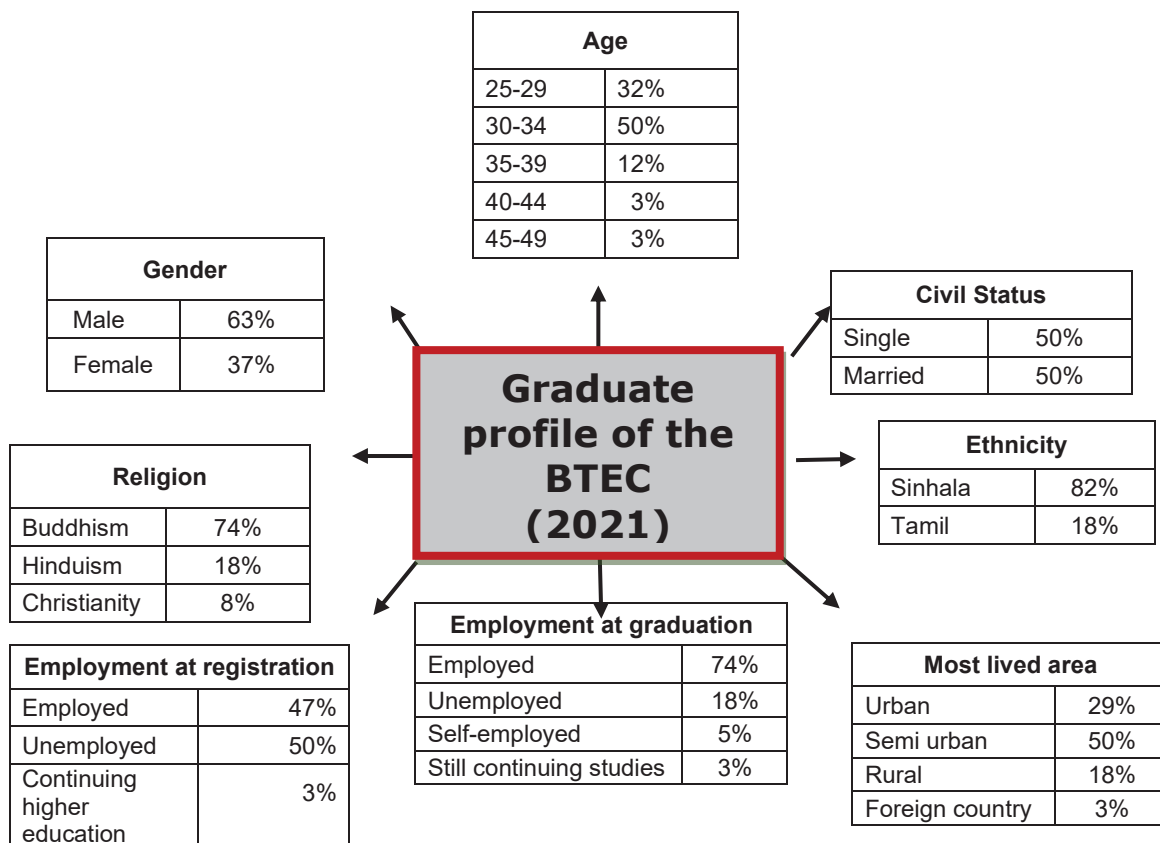 Age
25-29 32%
30-34 50%
35-39 12%
40-44 3%
45-49 3%
Gender
Male 63%
Female 37%
Civil Status
Single 50%
Married 50%
Graduate
profile of the
BTEC
(2021)
Religion
Buddhism 74%
Hinduism 18%
Christianity 8%
Ethnicity
Sinhala 82%
Tamil 18%
Employment at registration
Employed 47%
Unemployed 50%
Continuing 3%
higher
education
Employment at graduation
Employed 74%
Unemployed 18%
Self-employed 5%
Still continuing studies 3%
Most lived area
Urban 29%
Semi urban 50%
Rural 18%
Foreign country 3%